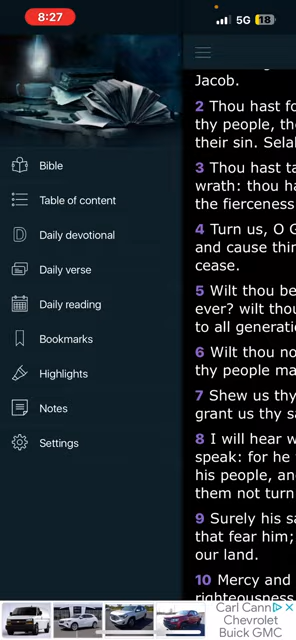 8:27
5G 18
Bible
Table of content
Daily devotional
Daily verse
Daily reading
Bookmarks
Highlights
Notes
Settings
Jacob.
2 Thou hast fo
thy people, th
their sin. Sela
3 Thou hast ta
wrath: thou ha
the fierceness
4 Turn us, O G
and cause thin
cease.
5 Wilt thou be
ever? wilt thou
to all generati
6 Wilt thou no
thy people ma
7 Shew us thy
grant us thy sa
8 I will hear w
speak: for he
his people, an
them not turn
9 Surely his sa
that fear him;
our land.
10 Mercy and
righteousness
Carl Cann
Chevrolet
Buick GMC